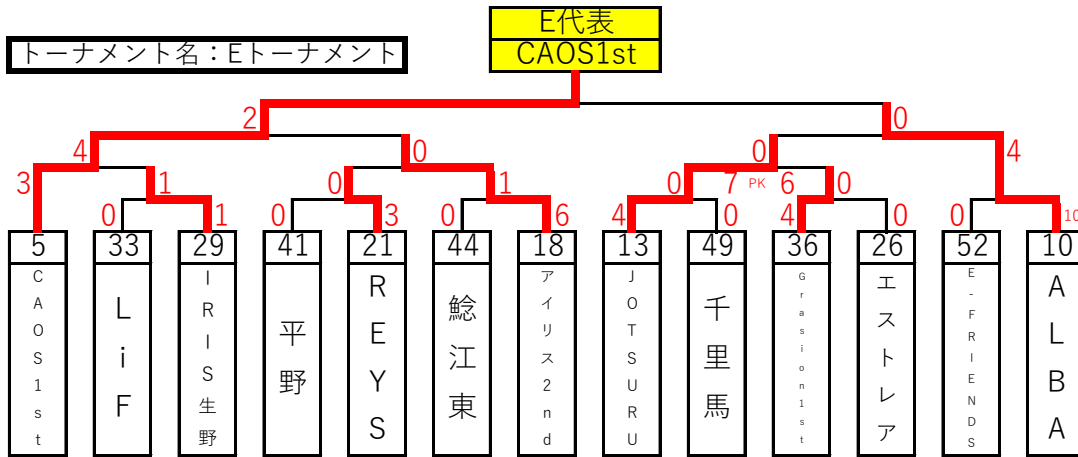 E代表
CAOS1st
トーナメント名：Eトーナメント
2
0
4
0
0
4
3
1
0
1
0
7 PK 6
0
0
1
0
3
0
6
4
0
4
0
0
10
5
33
29
41
21
44
18
13
49
36
26
52
10
CAOS1st
LiF
IRIS生野
平野
REYS
鯰江東
アイリス2nd
JOTSURU
千里馬
Grasion1st
エストレア
E-FRIENDS
ALBA